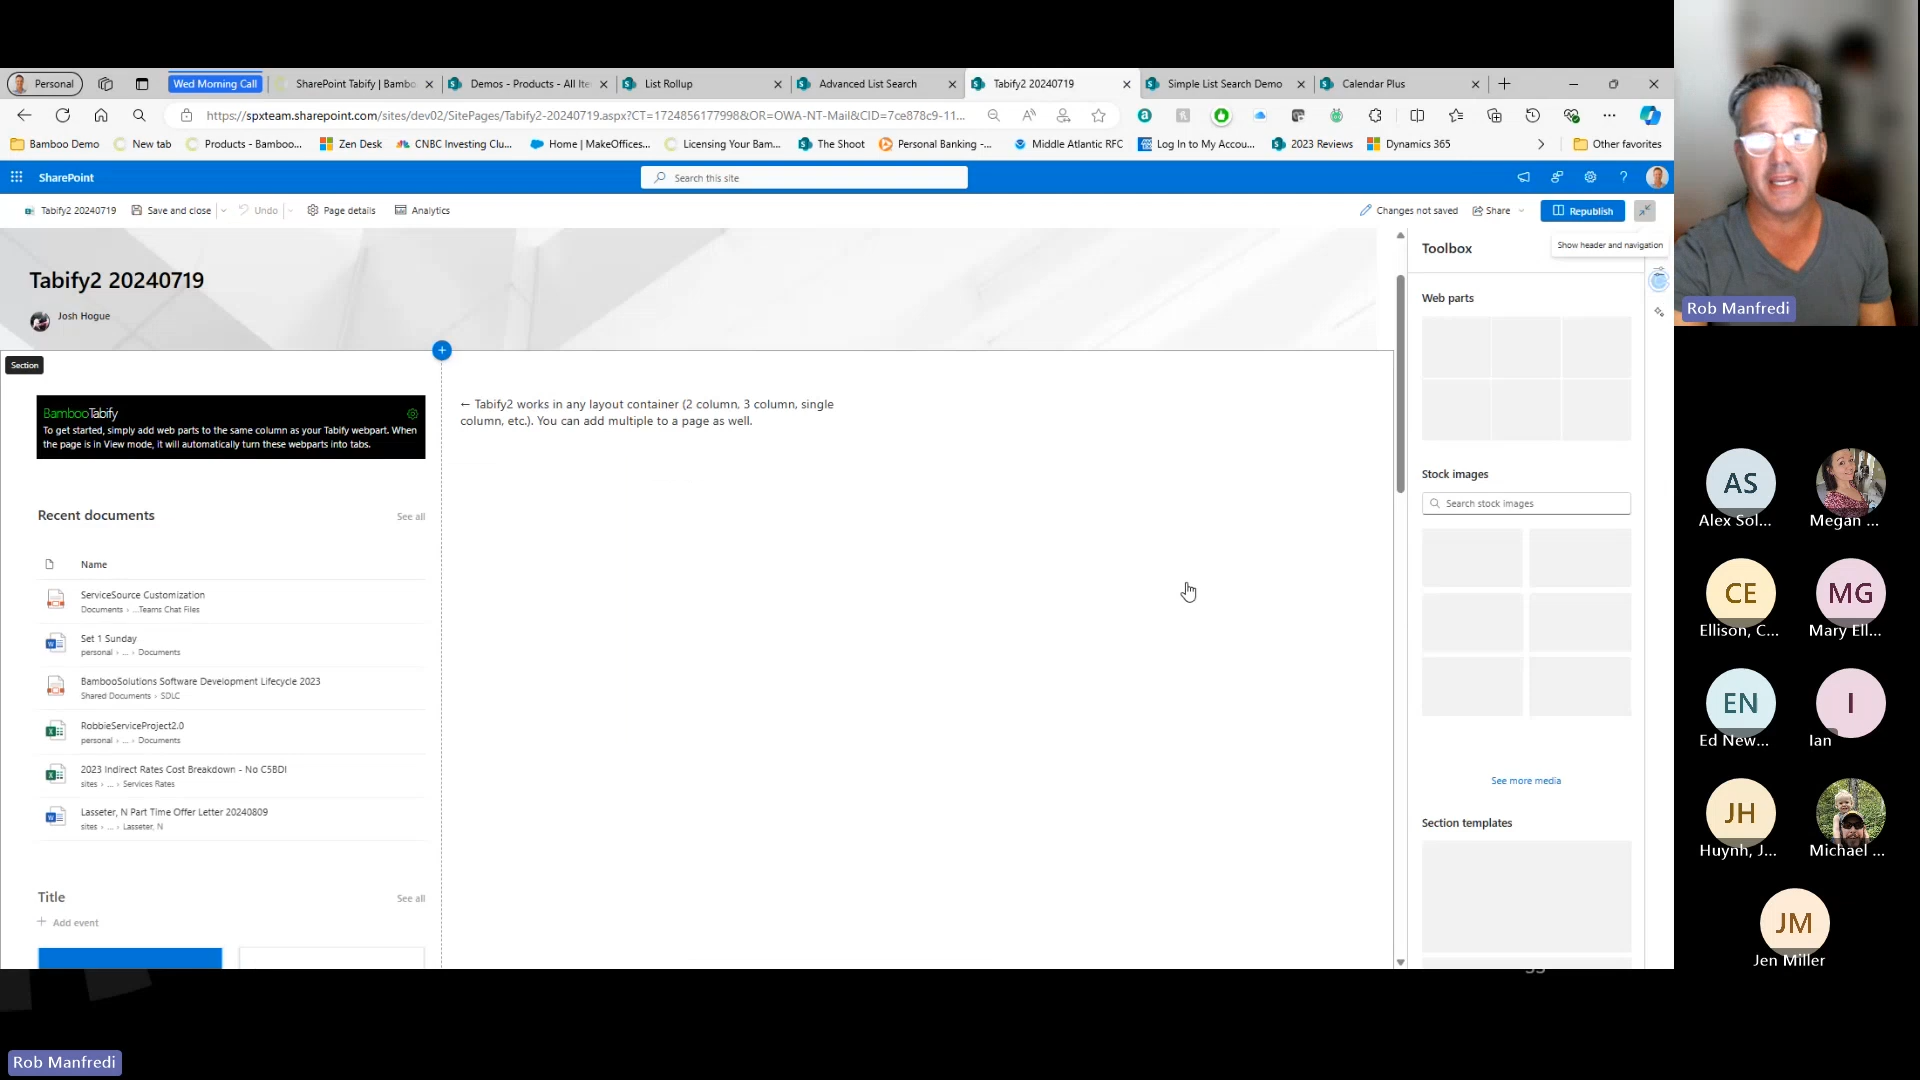 Personal
Wed Morning Call
SharePoint Tabify | Bambo
Demos - Products - All Ite
List Rollup
Advanced List Search
Tabify2 20240719
Simple List Search Demo
Calendar Plus
https://spxteam.sharepoint.com/sites/dev02/SitePages/Tabify2-20240719.aspx?CT=1724856177998&OR=OWA-NT-Mail&CID=7ce878c9-11...
Bamboo Demo
New tab
Products - Bamboo...
Zen Desk
CNBC Investing Clu...
Home | MakeOffices...
Licensing Your Bam...
The Shoot
Personal Banking -...
Middle Atlantic RFC
Log In to My Accou...
2023 Reviews
Dynamics 365
Other favorites
SharePoint
Search this site
Tabify2 20240719
Save and close
Undo
Page details
Analytics
Changes not saved
Share
Republish
Show header and navigation
Tabify2 20240719
Josh Hogue
Section
BambooTabify
To get started, simply add web parts to the same column as your Tabify webpart. When
the page is in View mode, it will automatically turn these webparts into tabs.
← Tabify2 works in any layout container (2 column, 3 column, single
column, etc.). You can add multiple to a page as well.
Recent documents
See all
Name
ServiceSource Customization
Documents › ...Teams Chat Files
Set 1 Sunday
personal › ... › Documents
BambooSolutions Software Development Lifecycle 2023
Shared Documents › SDLC
RobbieServiceProject2.0
personal › ... › Documents
2023 Indirect Rates Cost Breakdown - No C5BDI
sites › ... › Services Rates
Lasseter, N Part Time Offer Letter 20240809
sites › ... › Lasseter, N
Title
See all
+ Add event
Toolbox
Web parts
Stock images
Search stock images
See more media
Section templates
Rob Manfredi
AS
Alex Sol...
Megan ...
CE
Ellison, C...
MG
Mary Ell...
EN
Ed New...
I
Ian
JH
Huynh, J...
Michael ...
JM
Jen Miller
Rob Manfredi